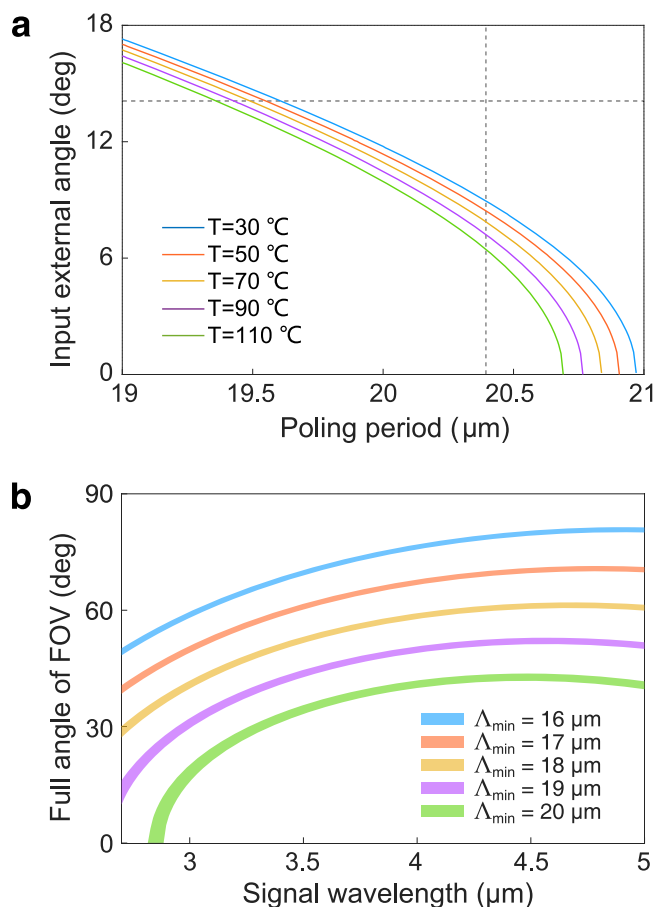 a
18
12
6
0
Input external angle (deg)
T=30 ℃
T=50 ℃
T=70 ℃
T=90 ℃
T=110 ℃
19
19.5
20
20.5
21
Poling period (μm)
b
90
60
30
0
Full angle of FOV (deg)
Λmin = 16 μm
Λmin = 17 μm
Λmin = 18 μm
Λmin = 19 μm
Λmin = 20 μm
3
3.5
4
4.5
5
Signal wavelength (μm)